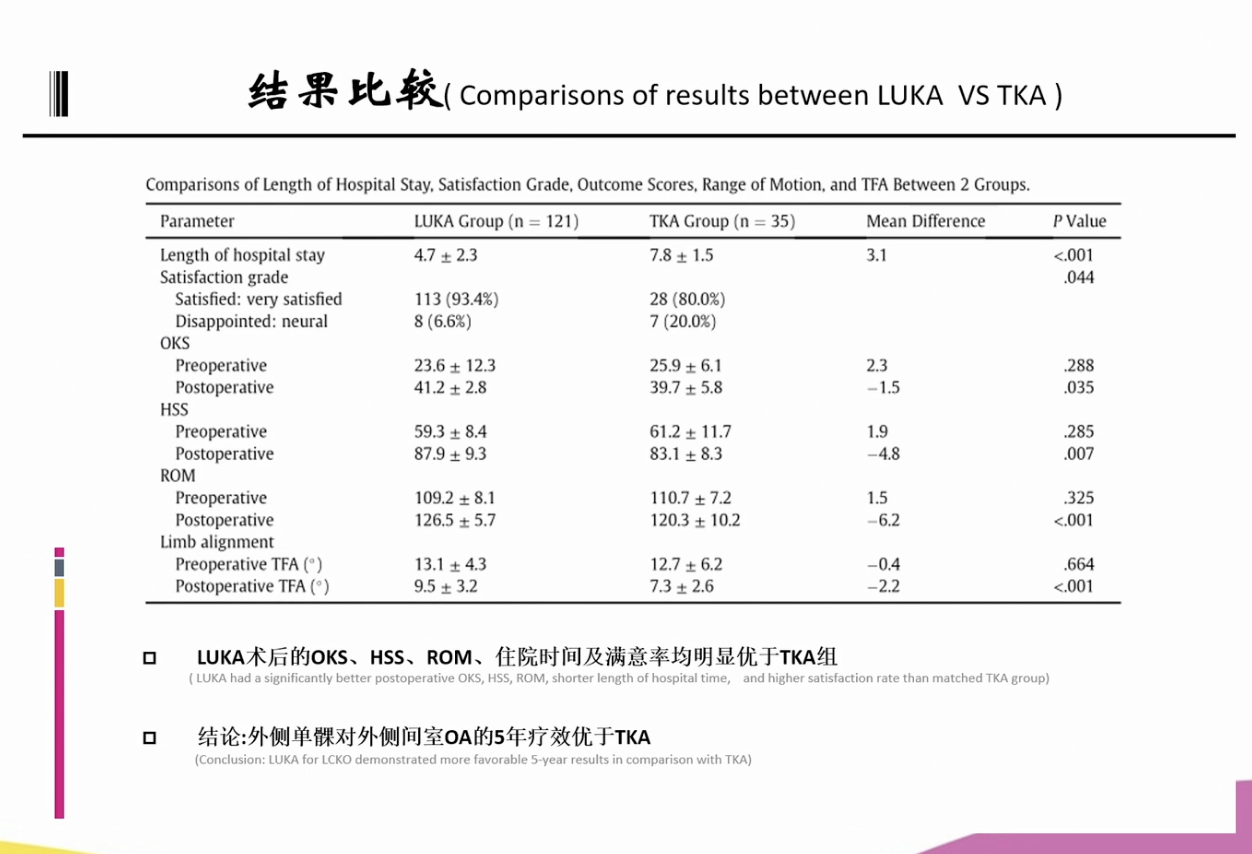 结果比较( Comparisons of results between LUKA VS TKA )
Comparisons of Length of Hospital Stay, Satisfaction Grade, Outcome Scores, Range of Motion, and TFA Between 2 Groups.
Parameter LUKA Group (n = 121) TKA Group (n = 35) Mean Difference P Value
Length of hospital stay 4.7 ± 2.3 7.8 ± 1.5 3.1 <.001
Satisfaction grade .044
Satisfied: very satisfied 113 (93.4%) 28 (80.0%)
Disappointed: neural 8 (6.6%) 7 (20.0%)
OKS
Preoperative 23.6 ± 12.3 25.9 ± 6.1 2.3 .288
Postoperative 41.2 ± 2.8 39.7 ± 5.8 −1.5 .035
HSS
Preoperative 59.3 ± 8.4 61.2 ± 11.7 1.9 .285
Postoperative 87.9 ± 9.3 83.1 ± 8.3 −4.8 .007
ROM
Preoperative 109.2 ± 8.1 110.7 ± 7.2 1.5 .325
Postoperative 126.5 ± 5.7 120.3 ± 10.2 −6.2 <.001
Limb alignment
Preoperative TFA (°) 13.1 ± 4.3 12.7 ± 6.2 −0.4 .664
Postoperative TFA (°) 9.5 ± 3.2 7.3 ± 2.6 −2.2 <.001
LUKA术后的OKS、HSS、ROM、住院时间及满意率均明显优于TKA组
( LUKA had a significantly better postoperative OKS, HSS, ROM, shorter length of hospital time, and higher satisfaction rate than matched TKA group)
结论:外侧单髁对外侧间室OA的5年疗效优于TKA
(Conclusion: LUKA for LCKO demonstrated more favorable 5-year results in comparison with TKA)